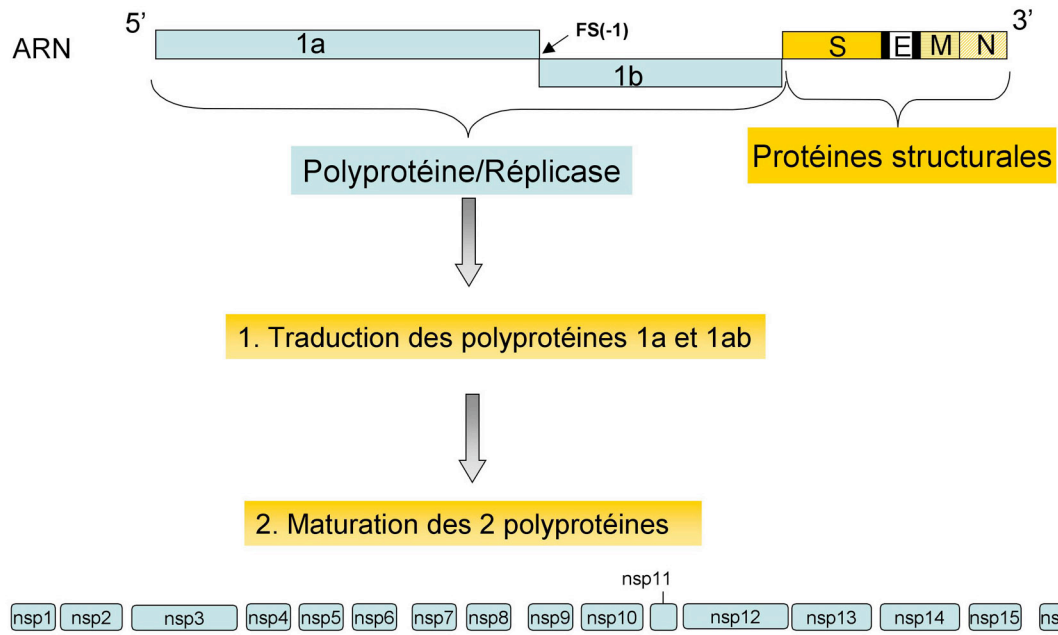 5’
3’
ARN
1a
FS(-1)
S
E
M
N
1b
Polyprotéine/Réplicase
Protéines structurales
1. Traduction des polyprotéines 1a et 1ab
2. Maturation des 2 polyprotéines
nsp11
nsp1 nsp2 nsp3 nsp4 nsp5 nsp6 nsp7 nsp8 nsp9 nsp10 nsp12 nsp13 nsp14 nsp15